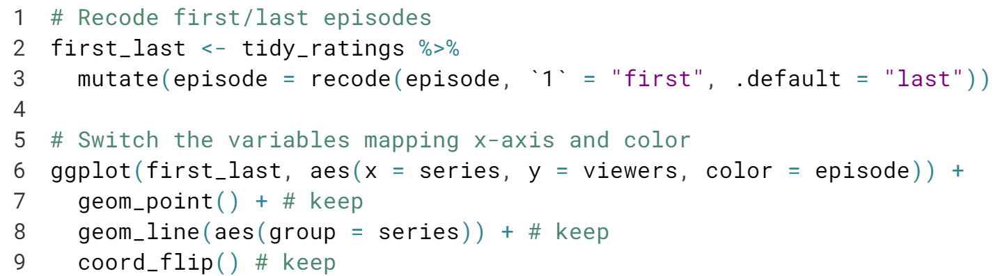 1 # Recode first/last episodes
2 first_last <- tidy_ratings %>%
3   mutate(episode = recode(episode, `1` = "first", .default = "last"))
4
5 # Switch the variables mapping x-axis and color
6 ggplot(first_last, aes(x = series, y = viewers, color = episode)) +
7   geom_point() + # keep
8   geom_line(aes(group = series)) + # keep
9   coord_flip() # keep